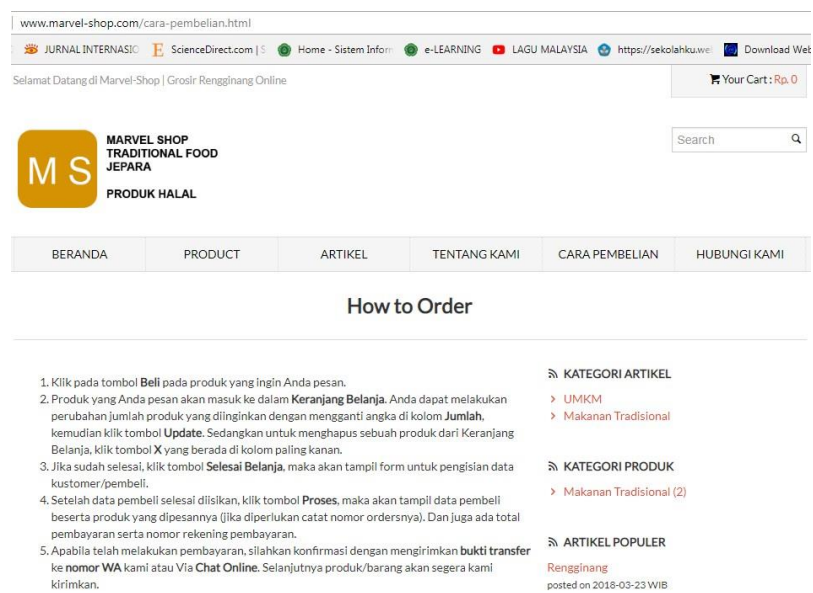 www.marvel-shop.com/cara-pembelian.html
JURNAL INTERNASIO
ScienceDirect.com | S
Home - Sistem Inform
e-LEARNING
LAGU MALAYSIA
https://sekolahku.we
Download Web
Selamat Datang di Marvel-Shop | Grosir Rengginang Online
Your Cart : Rp. 0
M S
MARVEL SHOP
TRADITIONAL FOOD
JEPARA
PRODUK HALAL
Search
BERANDA
PRODUCT
ARTIKEL
TENTANG KAMI
CARA PEMBELIAN
HUBUNGI KAMI
How to Order
1. Klik pada tombol Beli pada produk yang ingin Anda pesan.
2. Produk yang Anda pesan akan masuk ke dalam Keranjang Belanja. Anda dapat melakukan
perubahan jumlah produk yang diinginkan dengan mengganti angka di kolom Jumlah,
kemudian klik tombol Update. Sedangkan untuk menghapus sebuah produk dari Keranjang
Belanja, klik tombol X yang berada di kolom paling kanan.
3. Jika sudah selesai, klik tombol Selesai Belanja, maka akan tampil form untuk pengisian data
kustomer/pembeli.
4. Setelah data pembeli selesai diisikan, klik tombol Proses, maka akan tampil data pembeli
beserta produk yang dipesannya (jika diperlukan catat nomor ordersnya). Dan juga ada total
pembayaran serta nomor rekening pembayaran.
5. Apabila telah melakukan pembayaran, silahkan konfirmasi dengan mengirimkan bukti transfer
ke nomor WA kami atau Via Chat Online. Selanjutnya produk/barang akan segera kami
kirimkan.
KATEGORI ARTIKEL
> UMKM
> Makanan Tradisional
KATEGORI PRODUK
> Makanan Tradisional (2)
ARTIKEL POPULER
Rengginang
posted on 2018-03-23 WIB